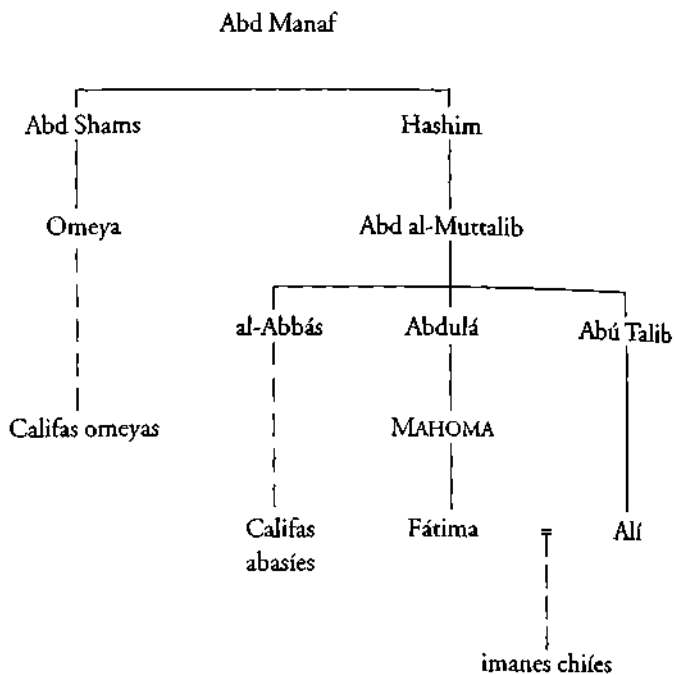 Abd Manaf
Abd Shams
Hashim
Omeya
Abd al-Muttalib
al-Abbás
Abdulá
Abú Talib
Califas omeyas
MAHOMA
Califas
abasíes
Fátima
=
Alí
imanes chiíes